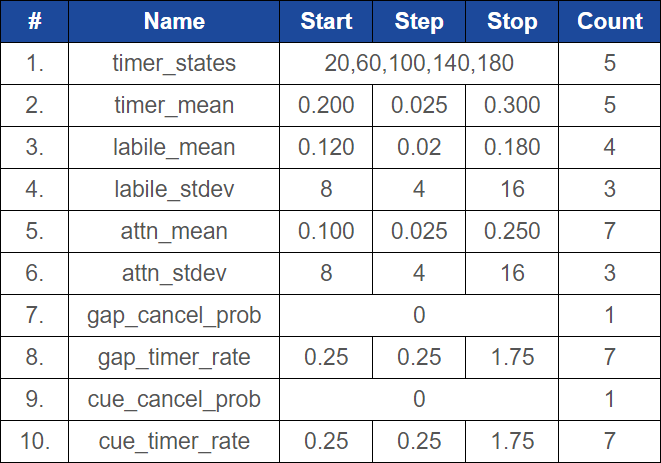 # Name Start Step Stop Count
1. timer_states 20,60,100,140,180 5
2. timer_mean 0.200 0.025 0.300 5
3. labile_mean 0.120 0.02 0.180 4
4. labile_stdev 8 4 16 3
5. attn_mean 0.100 0.025 0.250 7
6. attn_stdev 8 4 16 3
7. gap_cancel_prob 0 1
8. gap_timer_rate 0.25 0.25 1.75 7
9. cue_cancel_prob 0 1
10. cue_timer_rate 0.25 0.25 1.75 7